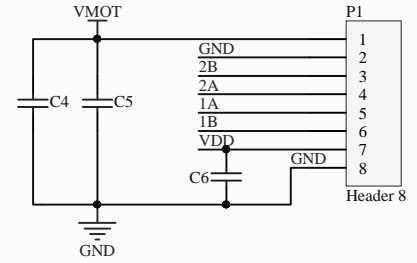 VMOT
P1
1
GND
2
2B
3
2A
4
C4
C5
1A
5
1B
6
VDD
7
GND
8
C6
Header 8
GND